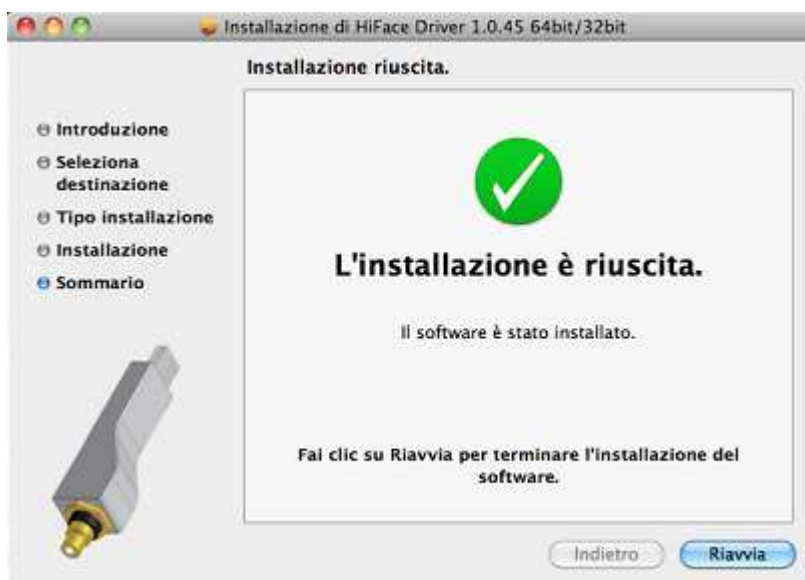 Installazione di HiFace Driver 1.0.45 64bit/32bit
Installazione riuscita.
Introduzione
Seleziona
destinazione
Tipo installazione
Installazione
Sommario
L'installazione è riuscita.
Il software è stato installato.
Fai clic su Riavvia per terminare l'installazione del
software.
Indietro
Riavvia